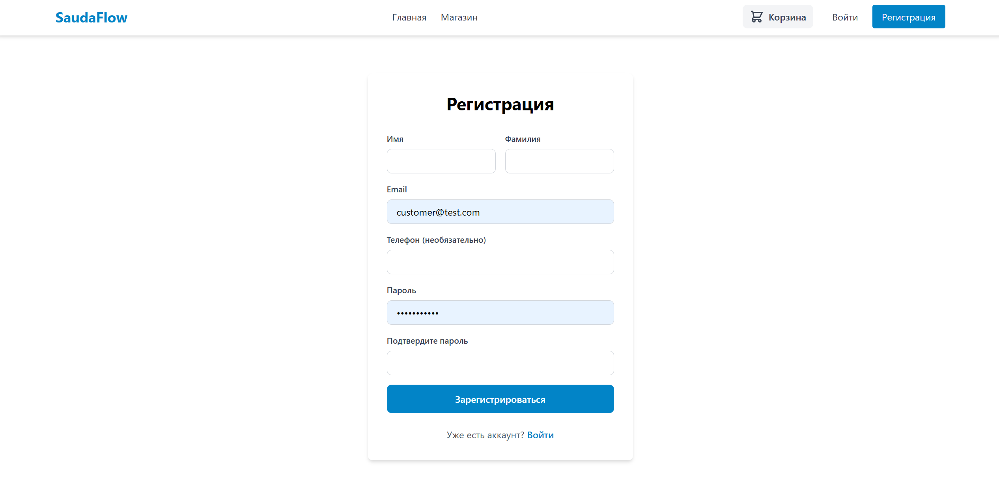 SaudaFlow
Главная Магазин
Корзина Войти Регистрация
Регистрация
Имя Фамилия
Email
customer@test.com
Телефон (необязательно)
Пароль
•••••••••••
Подтвердите пароль
Зарегистрироваться
Уже есть аккаунт? Войти